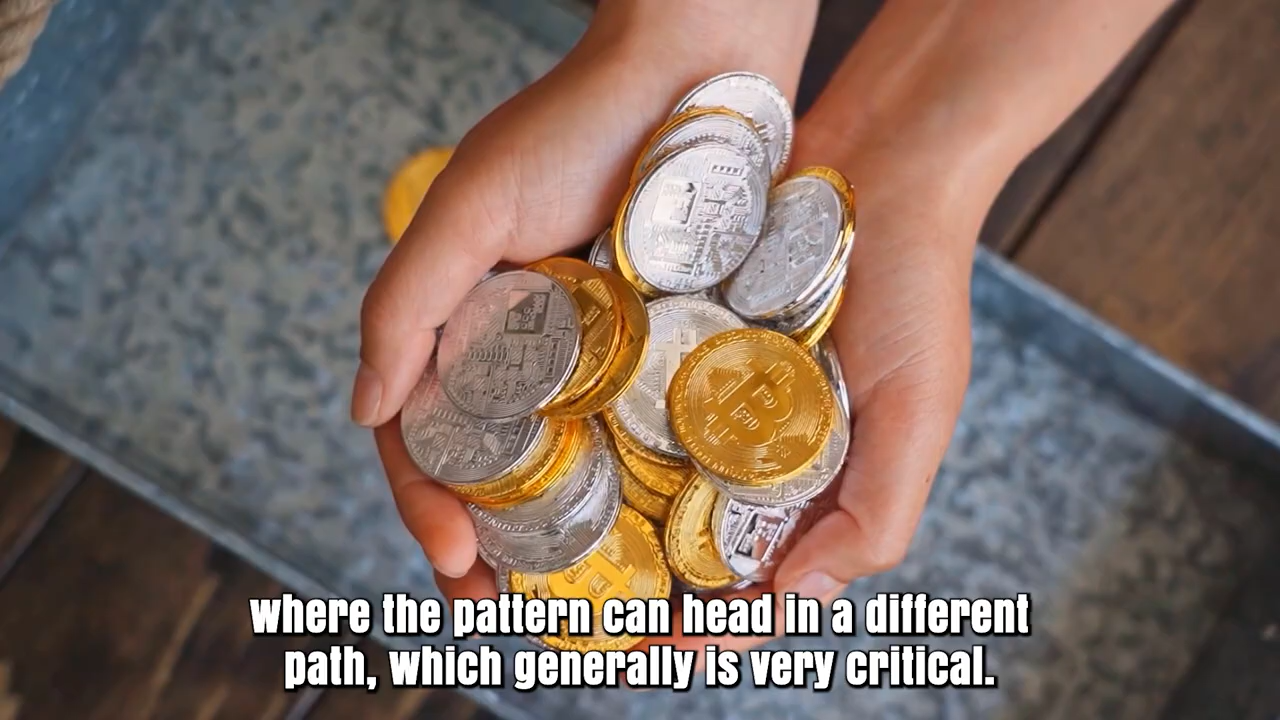 where the pattern can head in a different
path, which generally is very critical.